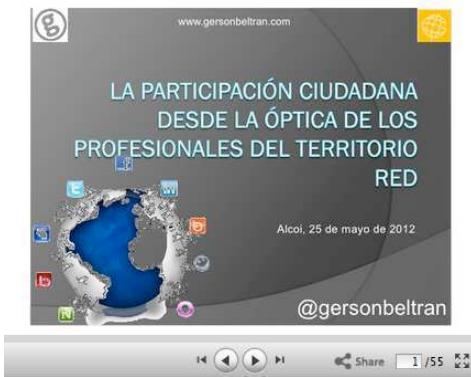 www.gersonbeltran.com
LA PARTICIPACIÓN CIUDADANA
DESDE LA ÓPTICA DE LOS
PROFESIONALES DEL TERRITORIO
RED
Alcoi, 25 de mayo de 2012
@gersonbeltran
Share 1 /55